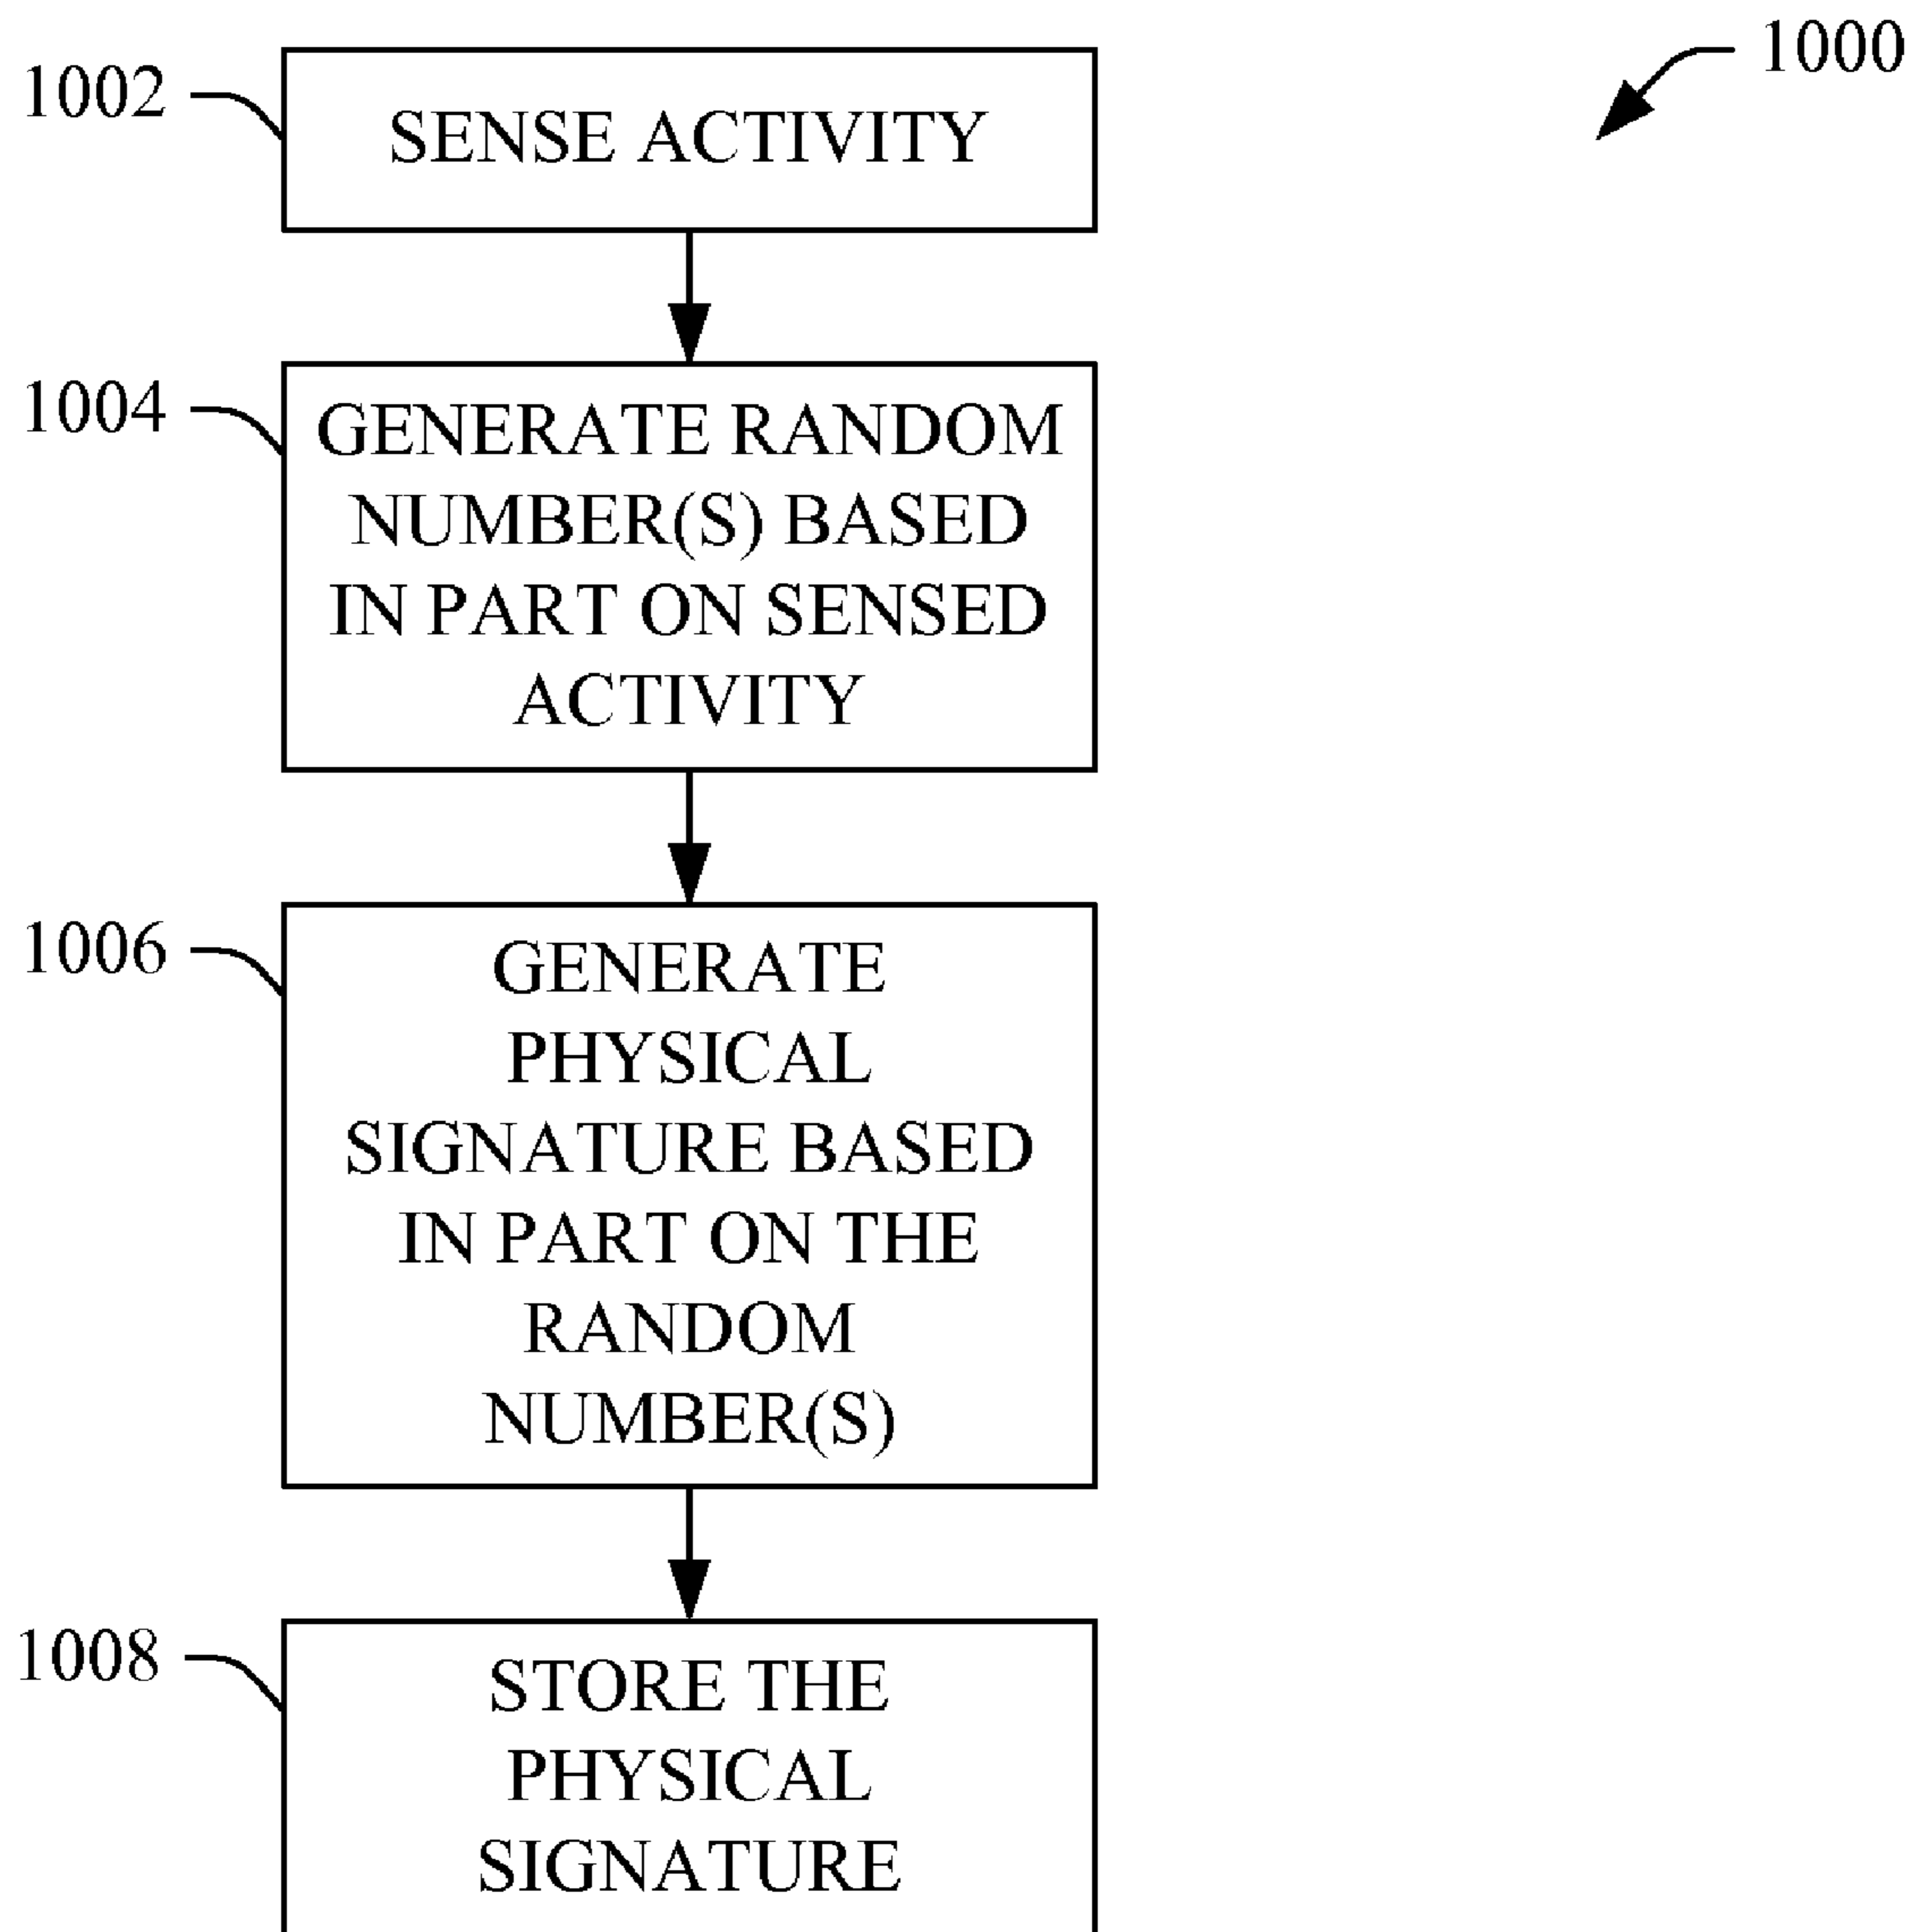 1000
1002
SENSE ACTIVITY
1004
GENERATE RANDOM
NUMBER(S) BASED
IN PART ON SENSED
ACTIVITY
1006
GENERATE
PHYSICAL
SIGNATURE BASED
IN PART ON THE
RANDOM
NUMBER(S)
1008
STORE THE
PHYSICAL
SIGNATURE